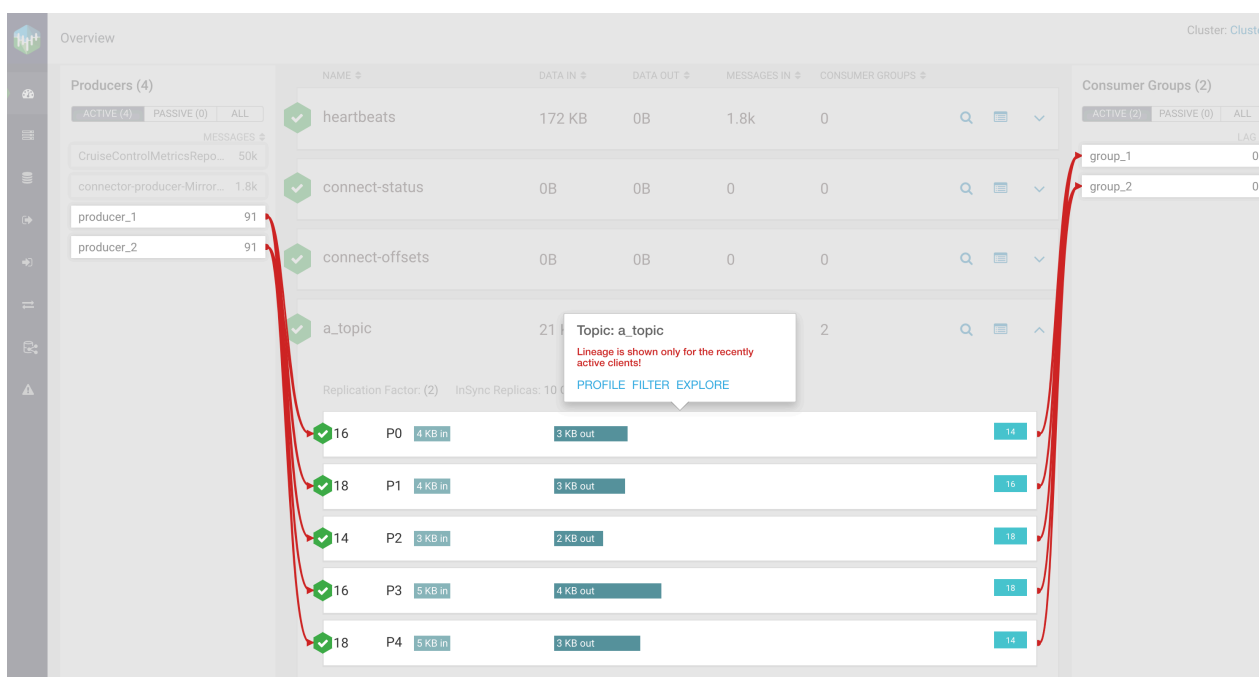 Overview
Cluster: Cluste
Producers (4)
ACTIVE (4) PASSIVE (0) ALL
MESSAGES
CruiseControlMetricsRepo... 50k
connector-producer-Mirror... 1.8k
producer_1 91
producer_2 91
NAME DATA IN DATA OUT MESSAGES IN CONSUMER GROUPS
heartbeats 172 KB 0B 1.8k 0
connect-status 0B 0B 0 0
connect-offsets 0B 0B 0 0
a_topic 21 2
Topic: a_topic
Lineage is shown only for the recently
active clients!
PROFILE FILTER EXPLORE
Replication Factor: (2) InSync Replicas: 10
16 P0 4 KB in 3 KB out 14
18 P1 4 KB in 3 KB out 16
14 P2 3 KB in 2 KB out 18
16 P3 5 KB in 4 KB out 18
18 P4 5 KB in 3 KB out 14
Consumer Groups (2)
ACTIVE (2) PASSIVE (0) ALL
LAG
group_1 0
group_2 0